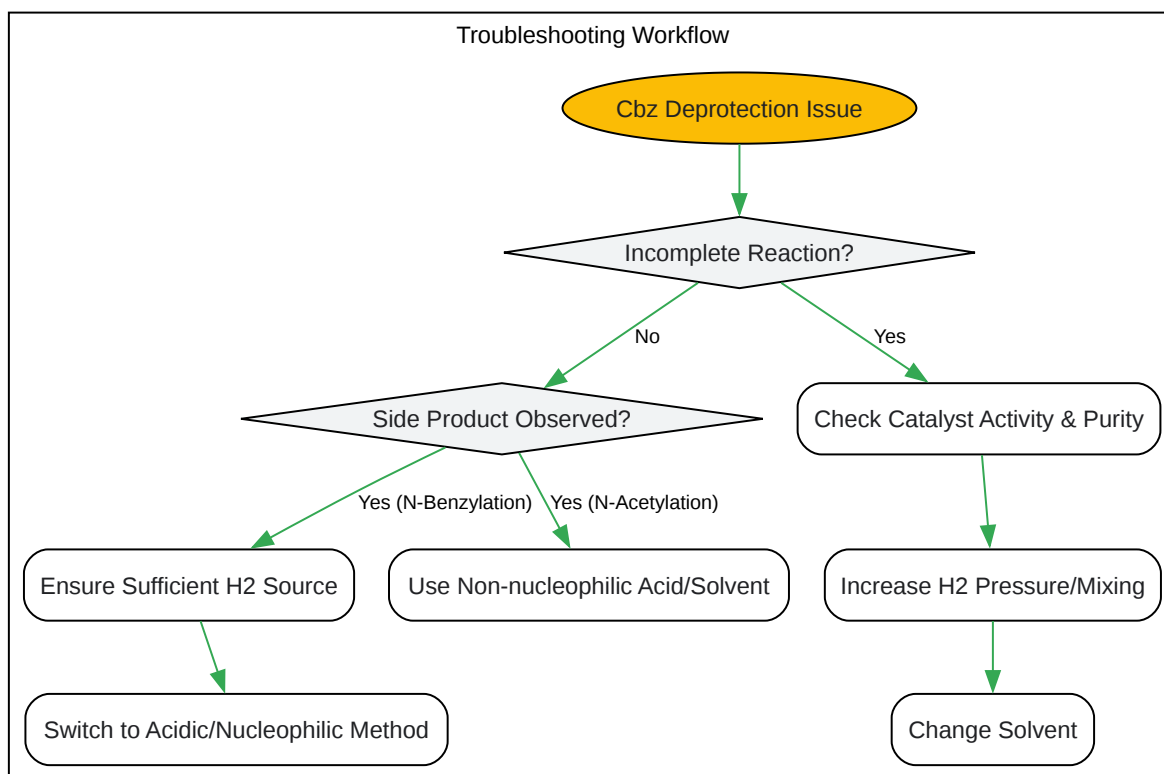 Troubleshooting Workflow
Cbz Deprotection Issue
Incomplete Reaction?
No
Yes
Side Product Observed?
Check Catalyst Activity & Purity
Yes (N-Benzylation)
Yes (N-Acetylation)
Ensure Sufficient H2 Source
Use Non-nucleophilic Acid/Solvent
Increase H2 Pressure/Mixing
Switch to Acidic/Nucleophilic Method
Change Solvent